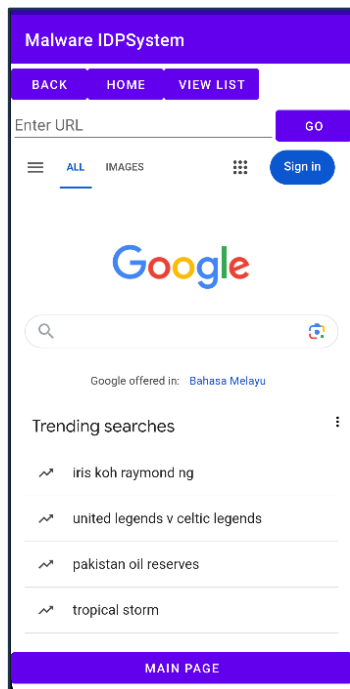 Malware IDPSystem
BACK HOME VIEW LIST
Enter URL GO
ALL IMAGES Sign in
Google
Google offered in: Bahasa Melayu
Trending searches
iris koh raymond ng
united legends v celtic legends
pakistan oil reserves
tropical storm
MAIN PAGE